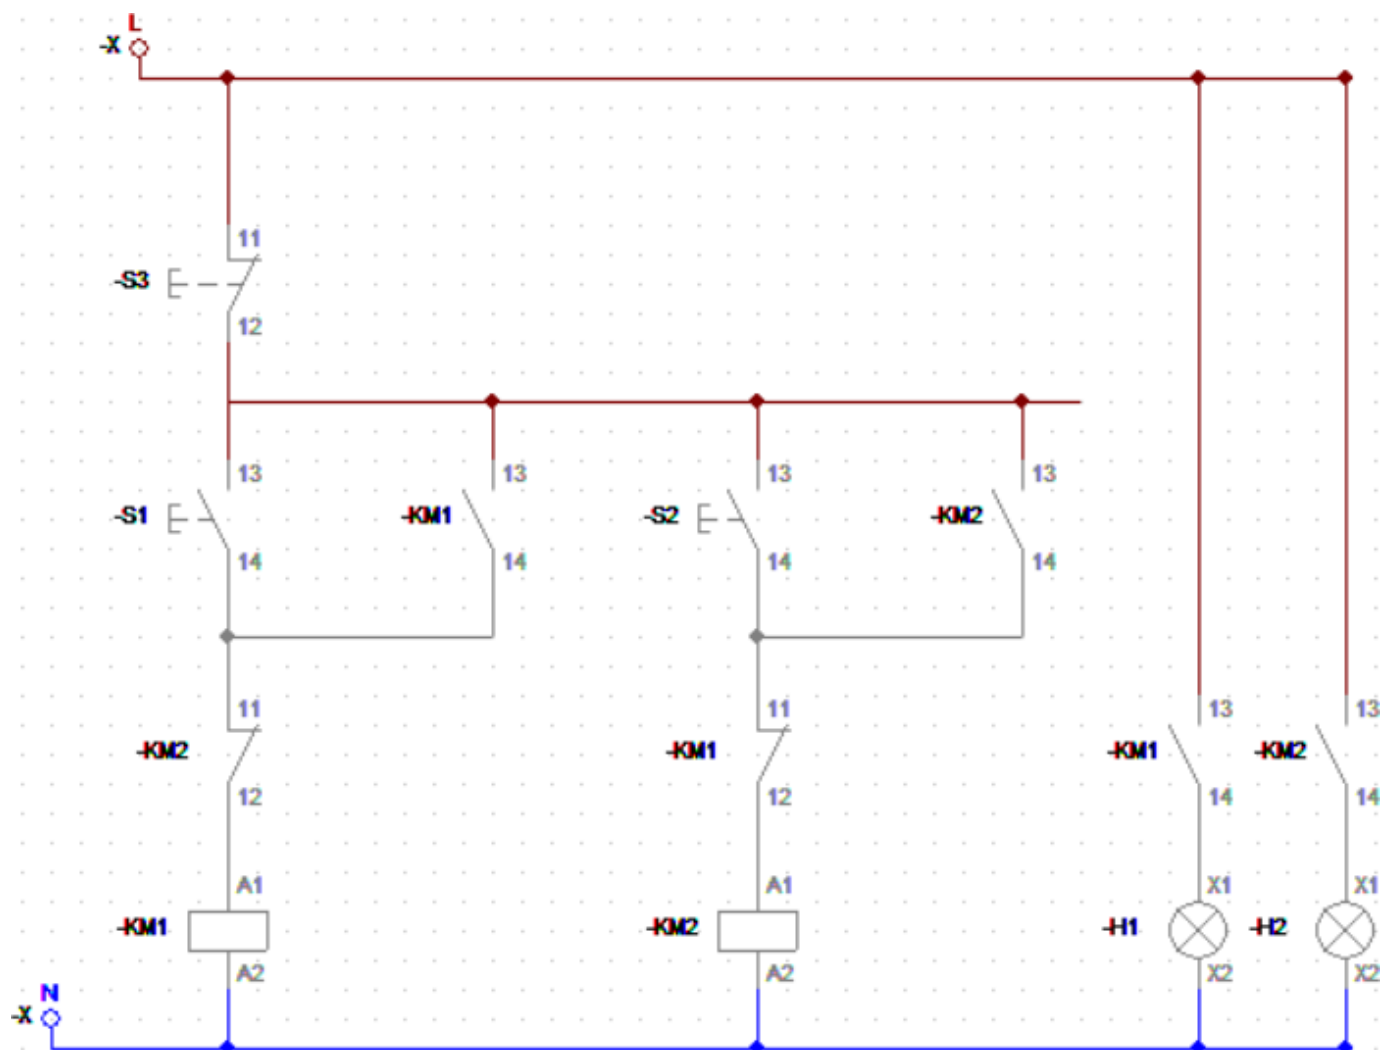 L
-X
11
-S3
12
13 13 13 13
-S1 -KM1 -S2 -KM2
14 14 14 14
11 11 13 13
-KM2 -KM1 -KM1 -KM2
12 12 14 14
A1 A1 X1 X1
-KM1 -KM2 -H1 -H2
A2 A2 X2 X2
N
-X